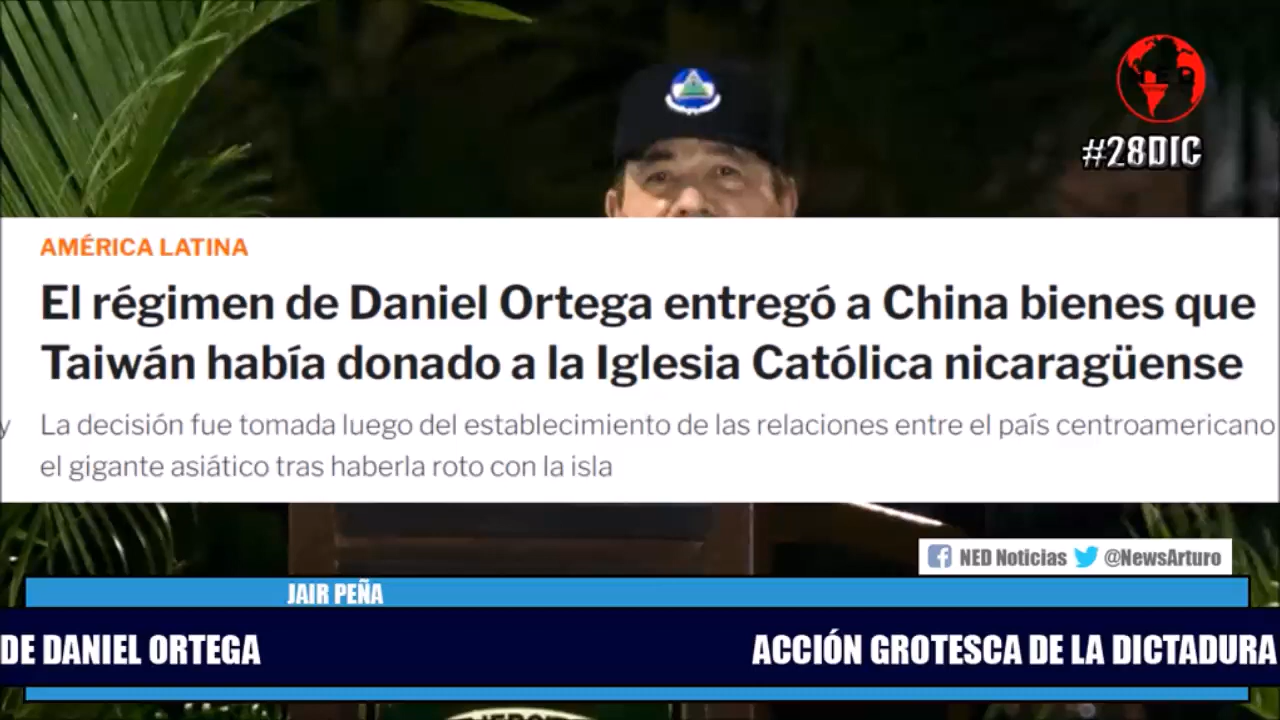 #28DIC
AMÉRICA LATINA
El régimen de Daniel Ortega entregó a China bienes que
Taiwán había donado a la Iglesia Católica nicaragüense
La decisión fue tomada luego del establecimiento de las relaciones entre el país centroamericano
y el gigante asiático tras haberla roto con la isla
NED Noticias @NewsArturo
JAIR PEÑA
DE DANIEL ORTEGA ACCIÓN GROTESCA DE LA DICTADURA